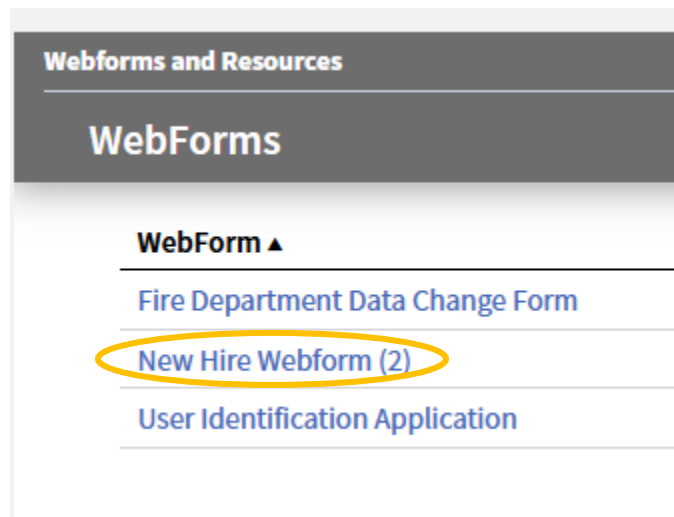 Webforms and Resources
WebForms
WebForm ▲
Fire Department Data Change Form
New Hire Webform (2)
User Identification Application